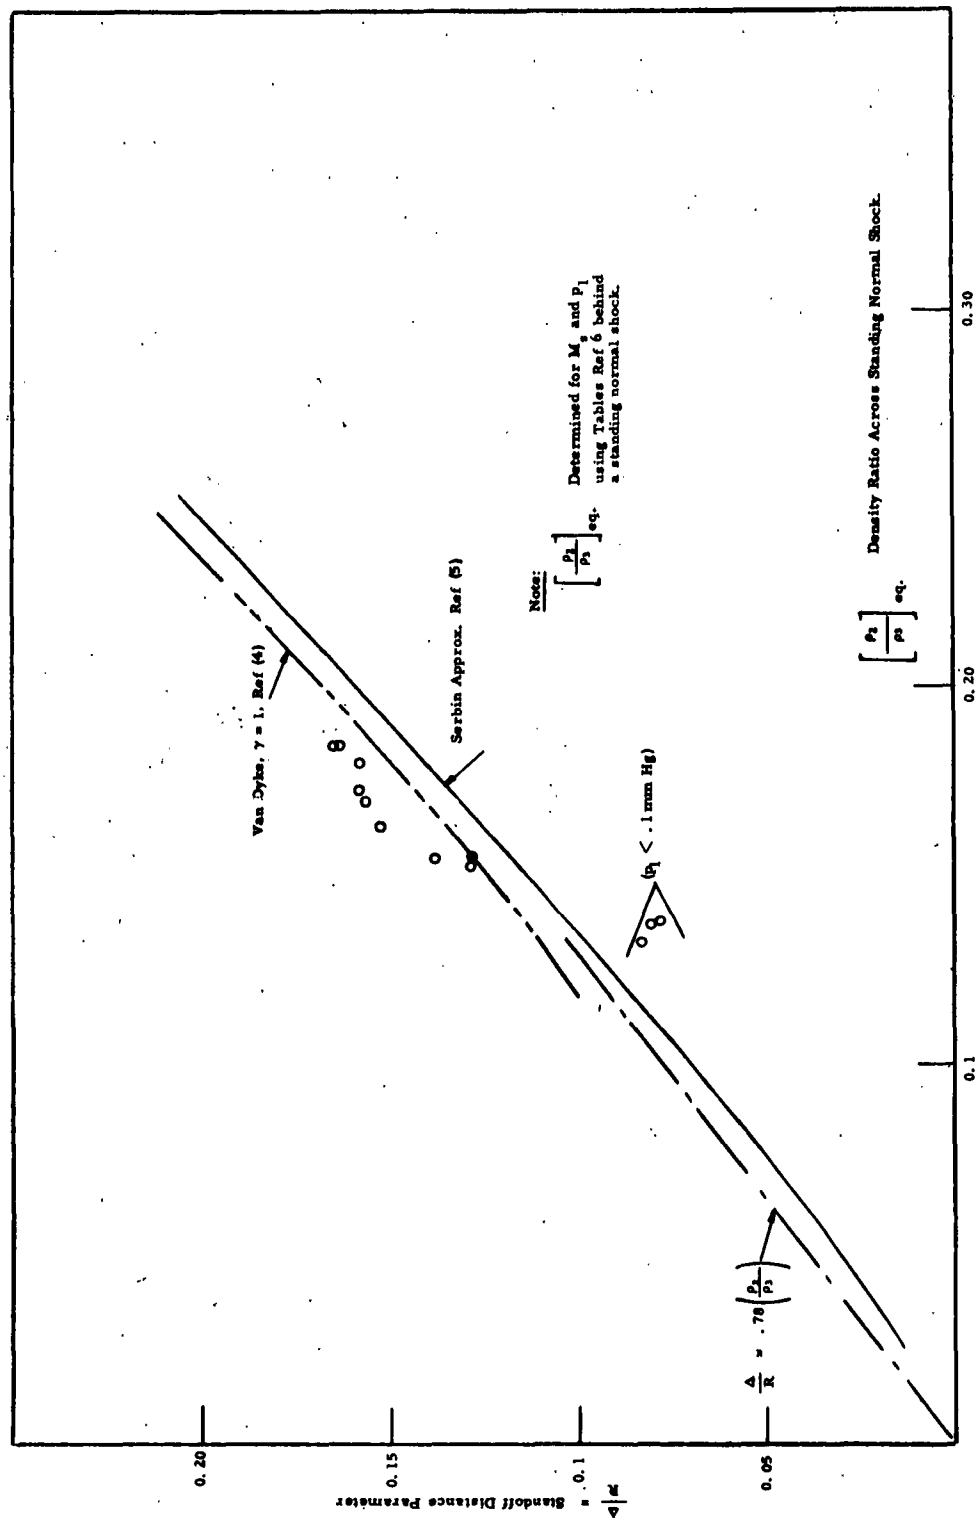 Standoff Distance Parameter
= Δ/R
0.20
0.15
0.1
0.05
Van Dyke, γ = 1, Ref (4)
Serbin Approx. Ref (5)
Note:
[ρ2/ρ3]eq. Determined for Ms and p1
using Tables Ref 6 behind
a standing normal shock.
(p1 < .1mm Hg)
Δ/R = .78(ρ2/ρ3)
[ρ2/ρ3]eq. Density Ratio Across Standing Normal Shock.
0.1
0.20
0.30